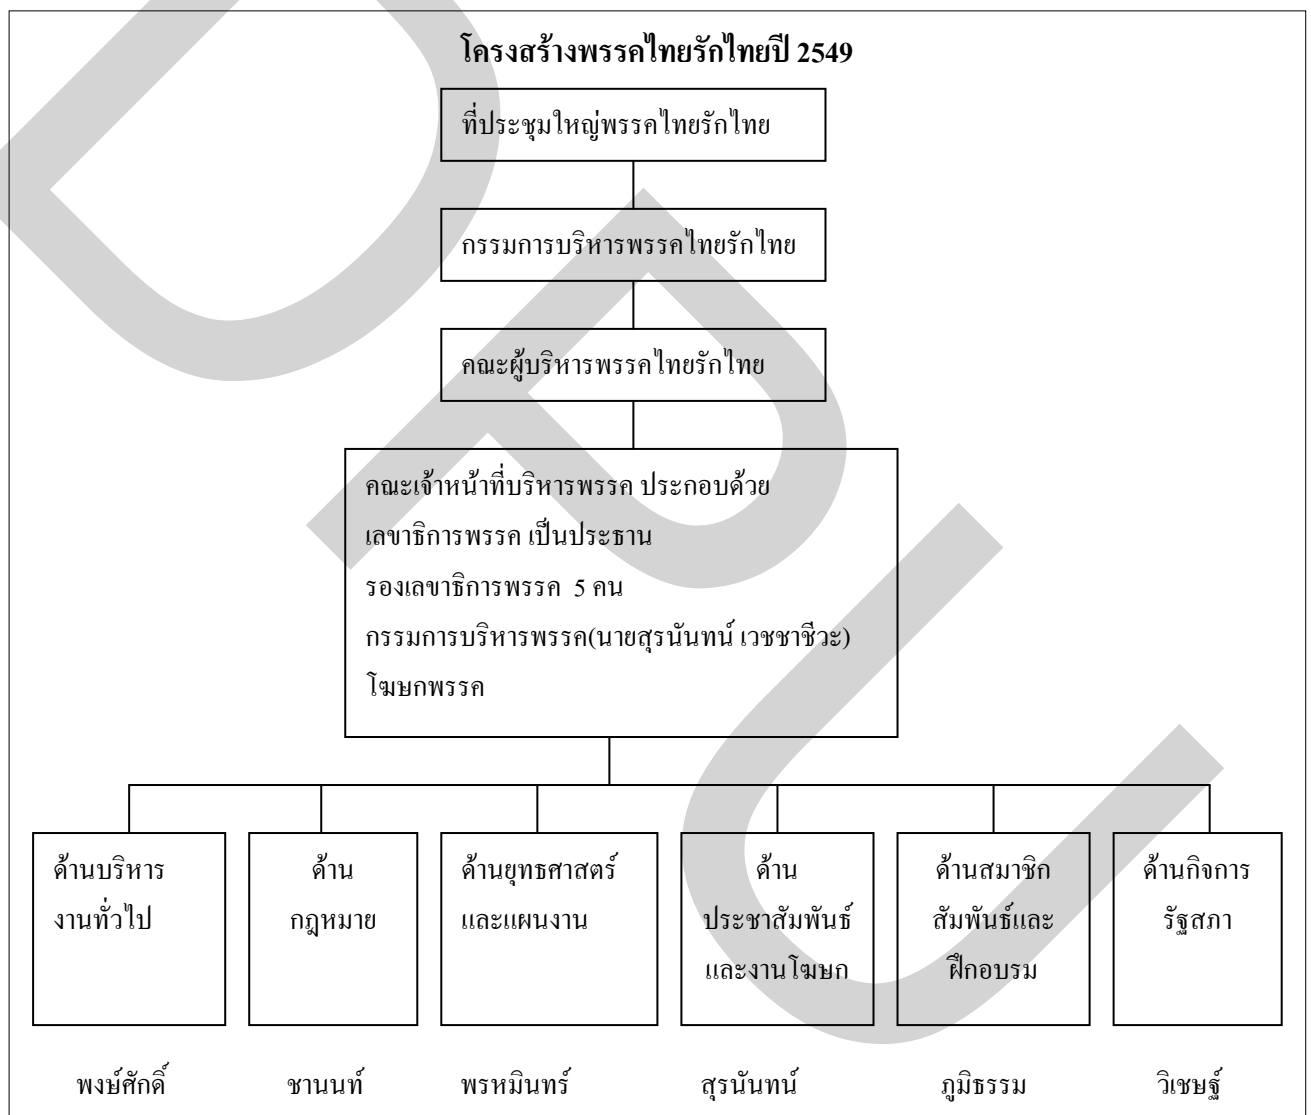 โครงสร้างพรรคไทยรักไทยปี 2549
ที่ประชุมใหญ่พรรคไทยรักไทย
กรรมการบริหารพรรคไทยรักไทย
คณะผู้บริหารพรรคไทยรักไทย
คณะเจ้าหน้าที่บริหารพรรค ประกอบด้วย
เลขาธิการพรรค เป็นประธาน
รองเลขาธิการพรรค 5 คน
กรรมการบริหารพรรค(นายสุรนันทน์ เวชชาชีวะ)
โฆษกพรรค
ด้านบริหาร
งานทั่วไป
ด้าน
กฎหมาย
ด้านยุทธศาสตร์
และแผนงาน
ด้าน
ประชาสัมพันธ์
และงานโฆษก
ด้านสมาชิก
สัมพันธ์และ
ฝึกอบรม
ด้านกิจการ
รัฐสภา
พงษ์ศักดิ์
ชานนท์
พรหมินทร์
สุรนันทน์
ภูมิธรรม
วิเชษฐ์
DPU